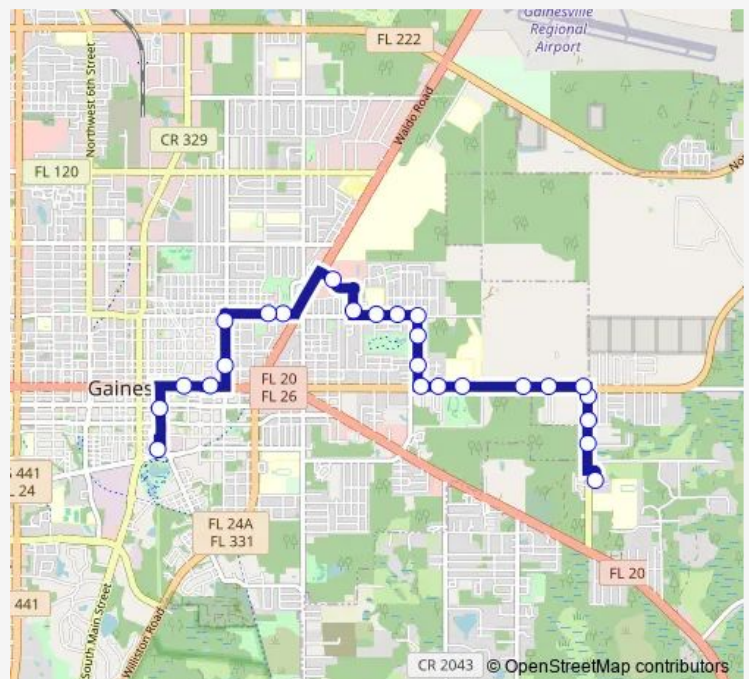 Gainesville
Regional
Airport
FL 222
Northwest 6th Street
Waldo Road
CR 329
FL 120
No
Gaines
FL 20
FL 26
441
24
FL 24A
FL 331
441
South Main Street
Williston Road
FL 20
CR 2043
© OpenStreetMap contributors